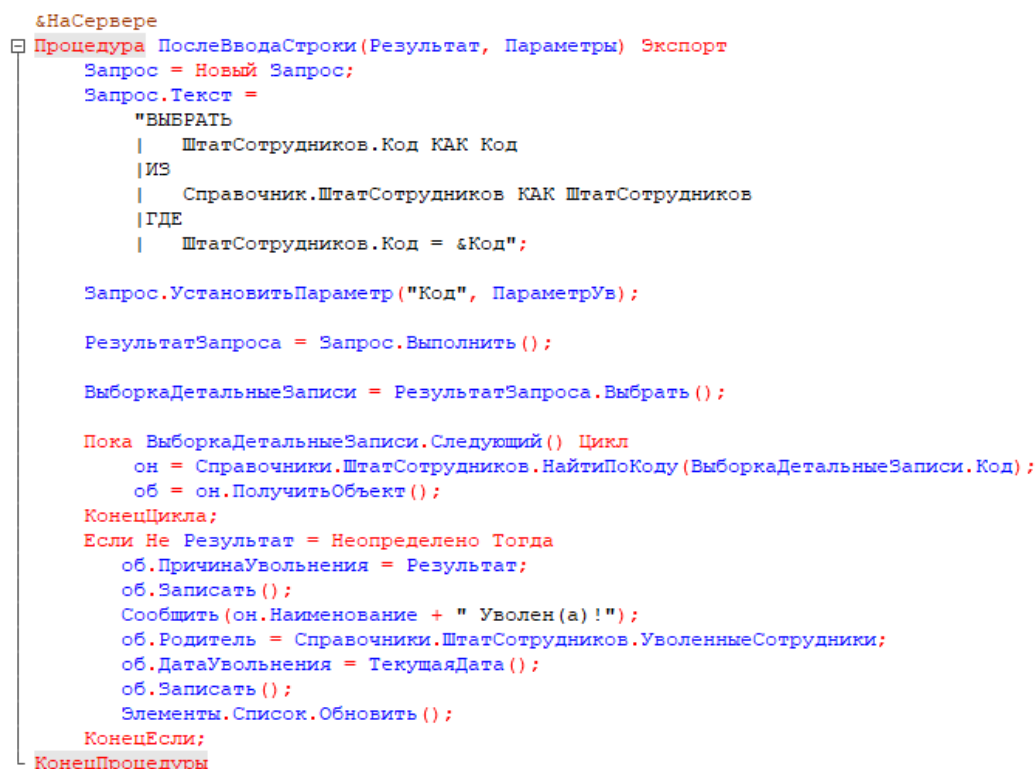 &НаСервере
Процедура ПослеВводаСтроки(Результат, Параметры) Экспорт
Запрос = Новый Запрос;
Запрос.Текст =
"ВЫБРАТЬ
| ШтатСотрудников.Код КАК Код
|ИЗ
| Справочник.ШтатСотрудников КАК ШтатСотрудников
|ГДЕ
| ШтатСотрудников.Код = &Код";
Запрос.УстановитьПараметр("Код", ПараметрУв);
РезультатЗапроса = Запрос.Выполнить();
ВыборкаДетальныеЗаписи = РезультатЗапроса.Выбрать();
Пока ВыборкаДетальныеЗаписи.Следующий() Цикл
он = Справочники.ШтатСотрудников.НайтиПоКоду(ВыборкаДетальныеЗаписи.Код);
об = он.ПолучитьОбъект();
КонецЦикла;
Если Не Результат = Неопределено Тогда
об.ПричинаУвольнения = Результат;
об.Записать();
Сообщить(он.Наименование + " Уволен(а)!");
об.Родитель = Справочники.ШтатСотрудников.УволенныеСотрудники;
об.ДатаУвольнения = ТекущаяДата();
об.Записать();
Элементы.Список.Обновить();
КонецЕсли;
КонецПроцедуры